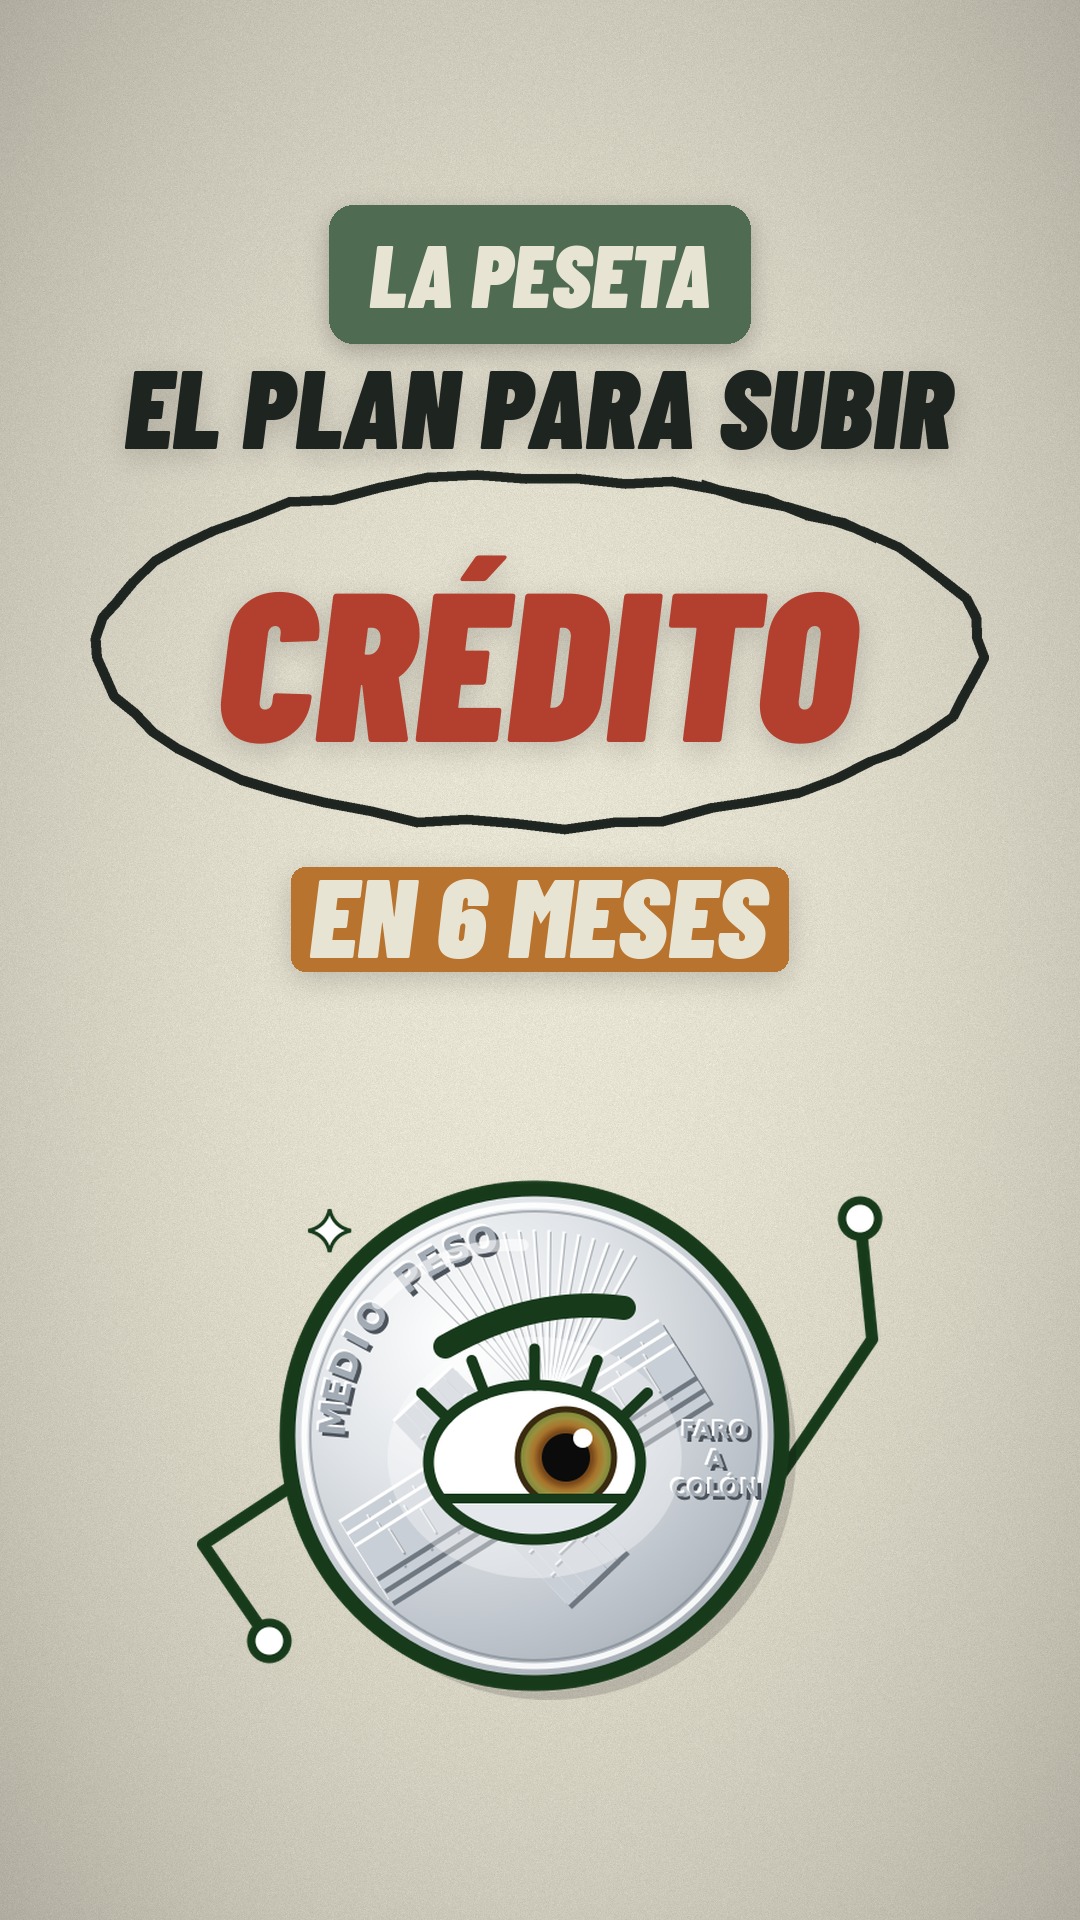 LA PESETA
EL PLAN PARA SUBIR
CRÉDITO
EN 6 MESES
MEDIO PESO
FARO
A
COLÓN